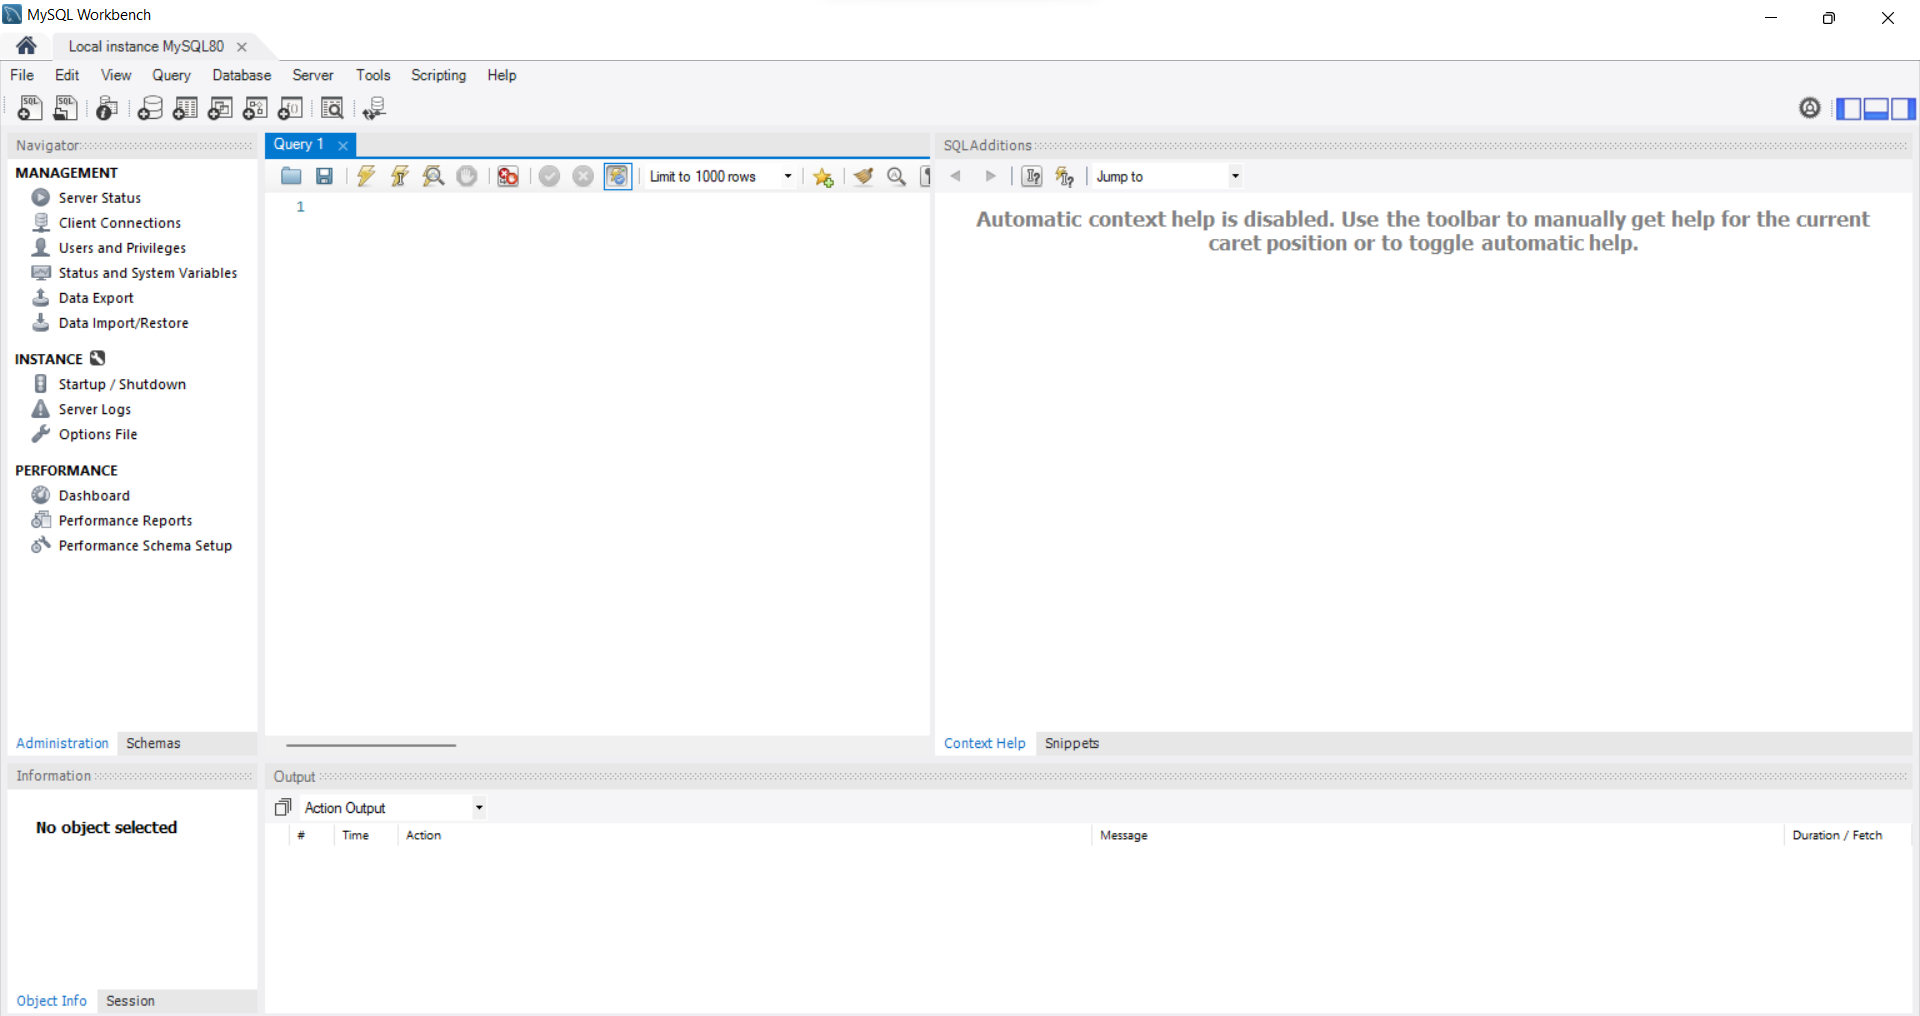 MySQL Workbench
Local instance MySQL80
File Edit View Query Database Server Tools Scripting Help
Navigator
MANAGEMENT
Server Status
Client Connections
Users and Privileges
Status and System Variables
Data Export
Data Import/Restore
INSTANCE
Startup / Shutdown
Server Logs
Options File
PERFORMANCE
Dashboard
Performance Reports
Performance Schema Setup
Administration Schemas
Query 1
Limit to 1000 rows
1
SQLAdditions
Jump to
Automatic context help is disabled. Use the toolbar to manually get help for the current
caret position or to toggle automatic help.
Context Help Snippets
Information
No object selected
Object Info Session
Output
Action Output
# Time Action Message Duration / Fetch